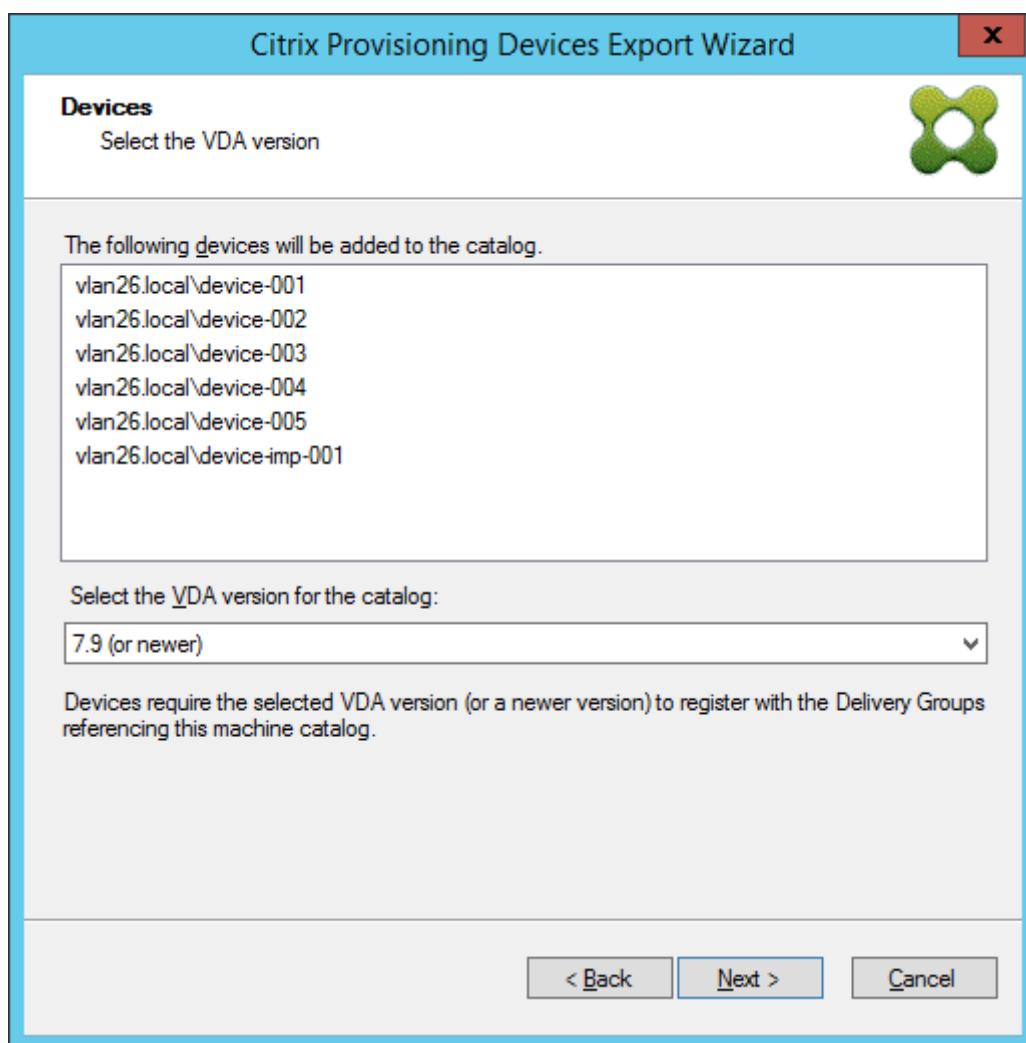 Citrix Provisioning Devices Export Wizard
x
Devices
Select the VDA version
The following devices will be added to the catalog.
vlan26.local\device-001
vlan26.local\device-002
vlan26.local\device-003
vlan26.local\device-004
vlan26.local\device-005
vlan26.local\device-imp-001
Select the VDA version for the catalog:
7.9 (or newer)
Devices require the selected VDA version (or a newer version) to register with the Delivery Groups
referencing this machine catalog.
< Back
Next >
Cancel